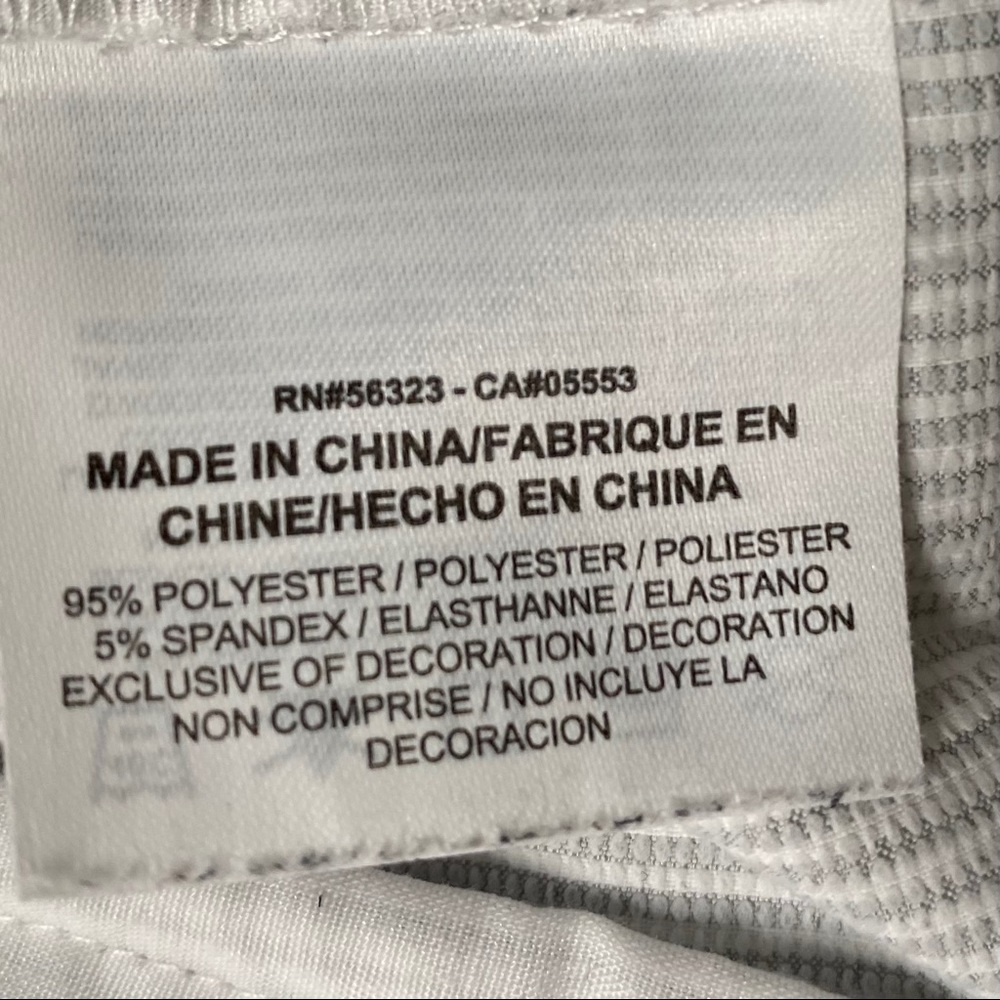 RN#56323 - CA#05553
MADE IN CHINA/FABRIQUE EN
CHINE/HECHO EN CHINA
95% POLYESTER / POLYESTER / POLIESTER
5% SPANDEX / ELASTHANNE / ELASTANO
EXCLUSIVE OF DECORATION / DECORATION
NON COMPRISE / NO INCLUYE LA
DECORACION